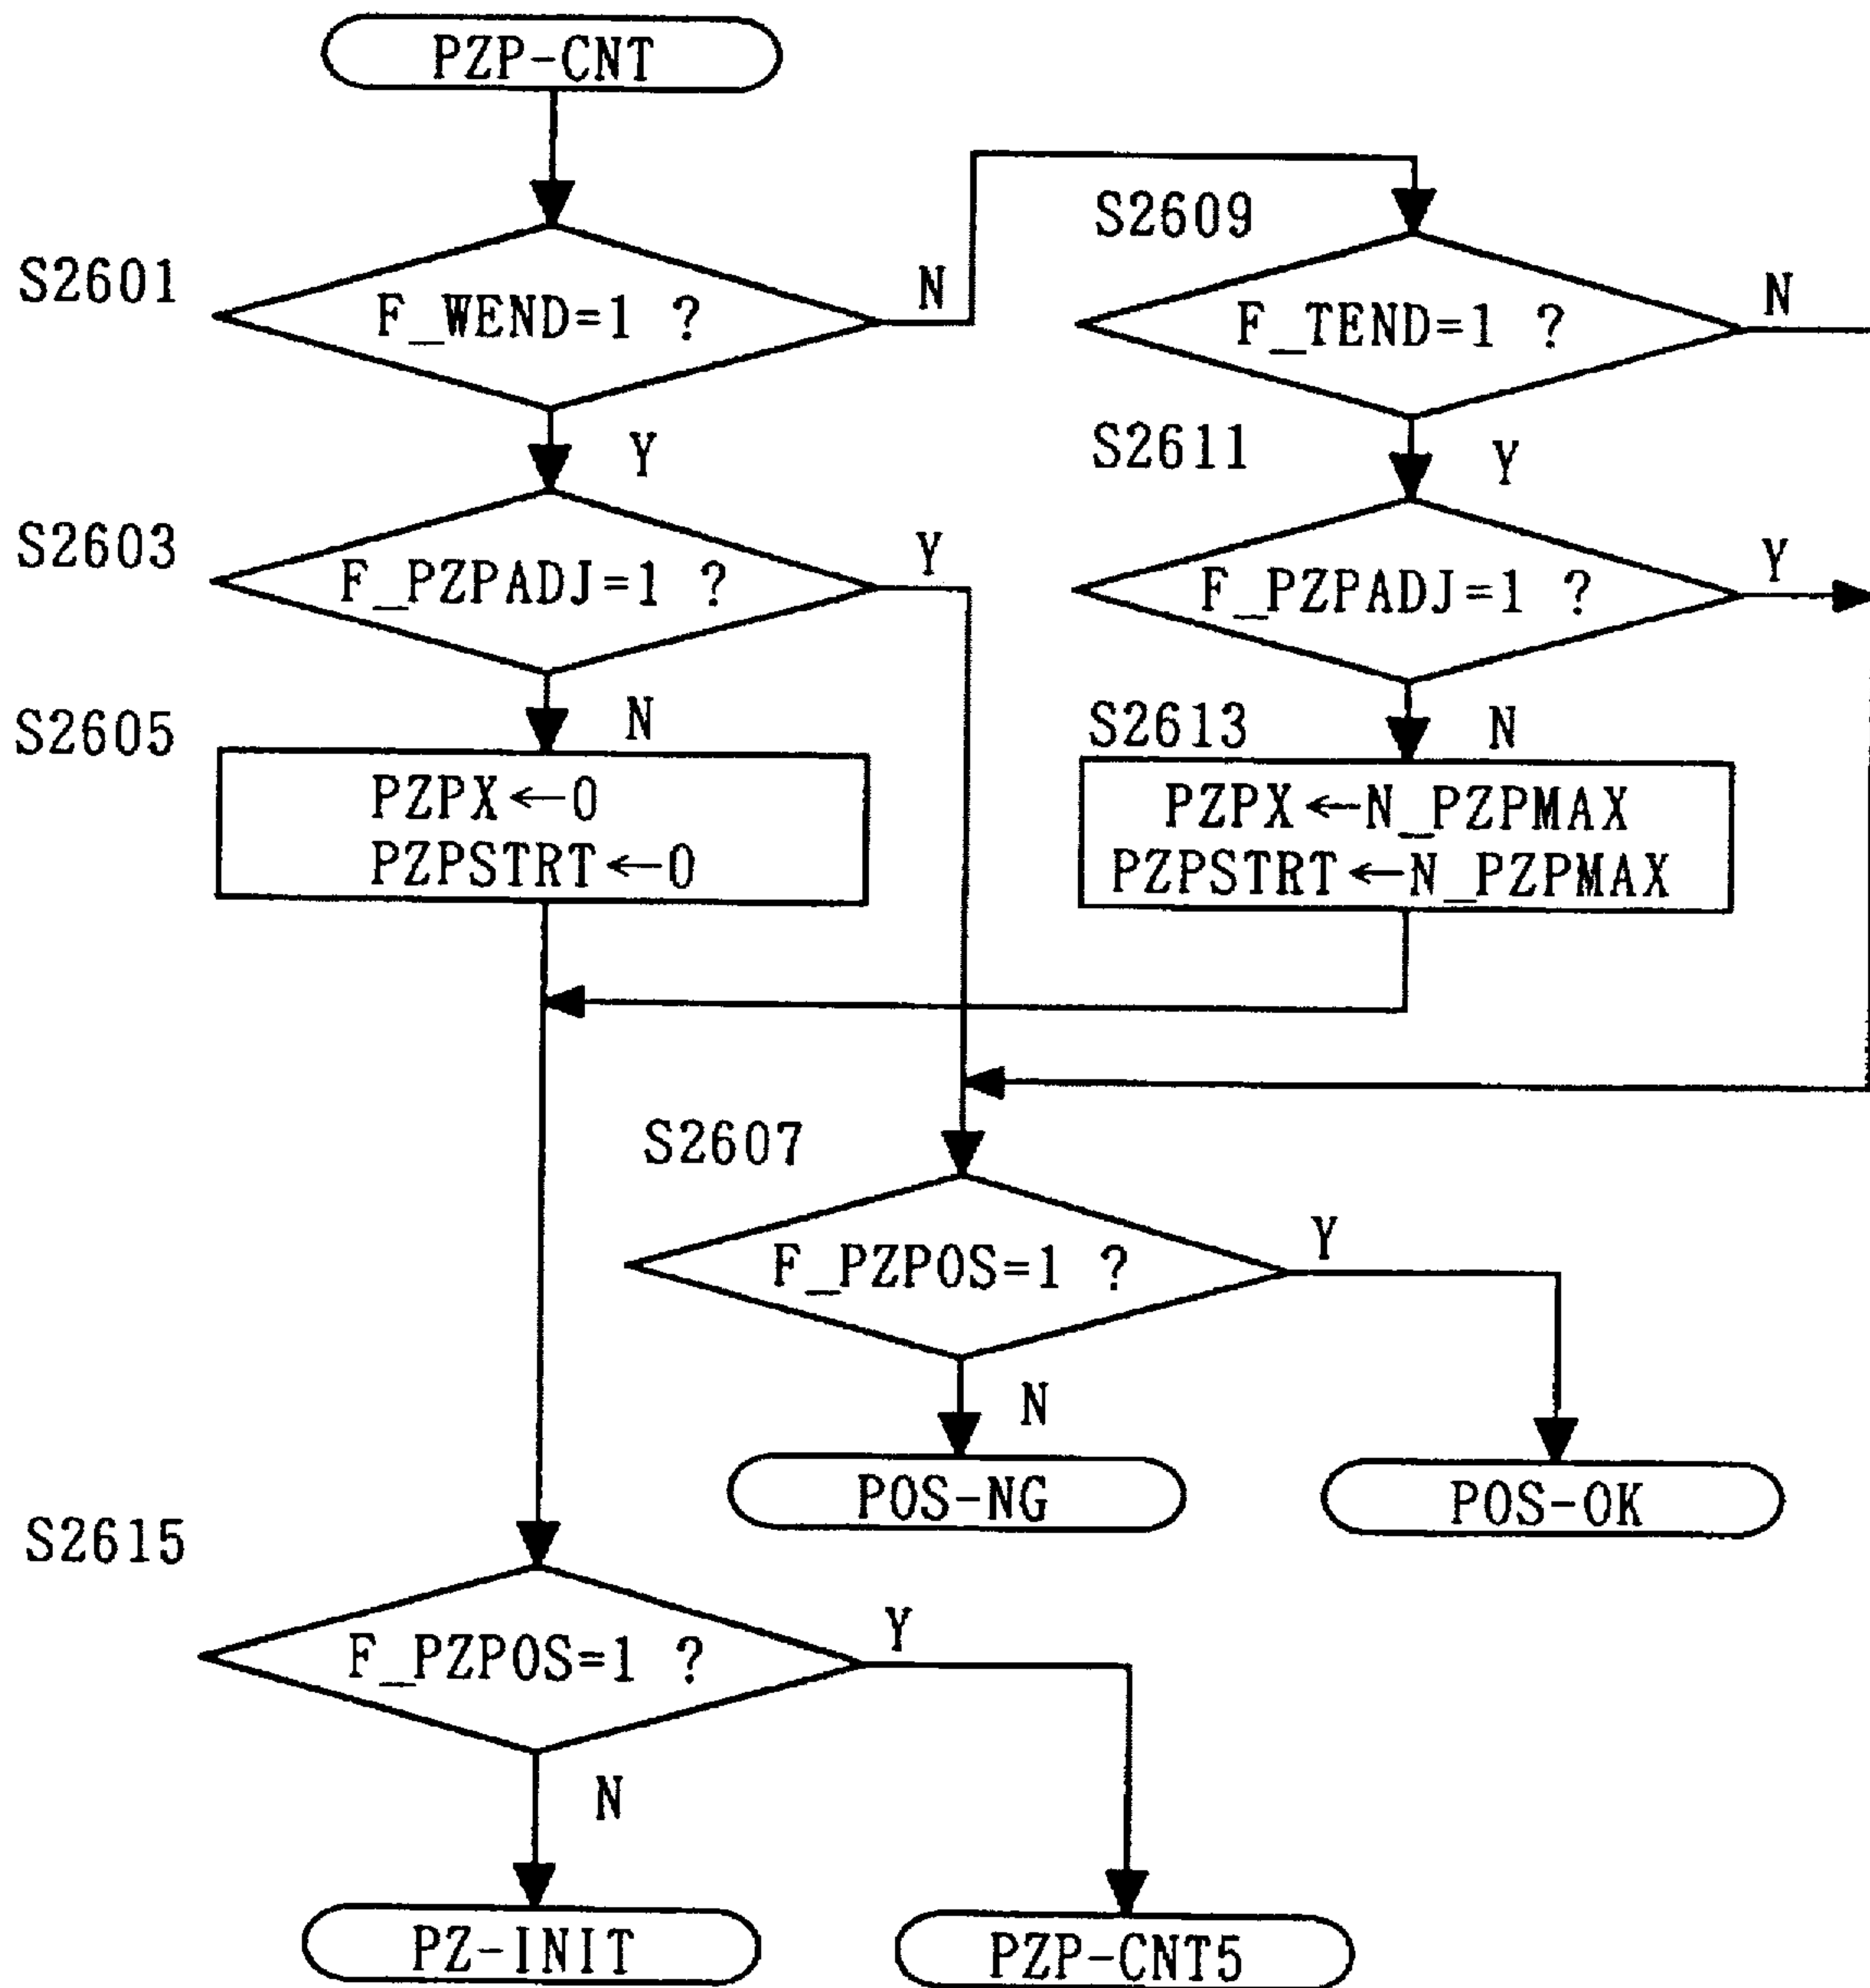 PZP-CNT
S2601
F_WEND=1 ?
N
Y
S2609
F_TEND=1 ?
N
Y
S2603
F_PZPADJ=1 ?
Y
N
S2611
F_PZPADJ=1 ?
Y
N
S2605
PZPX←0
PZPSTRT←0
S2613
PZPX←N_PZPMAX
PZPSTRT←N_PZPMAX
S2607
F_PZPOS=1 ?
Y
N
POS-NG
POS-OK
S2615
F_PZPOS=1 ?
Y
N
PZ-INIT
PZP-CNT5